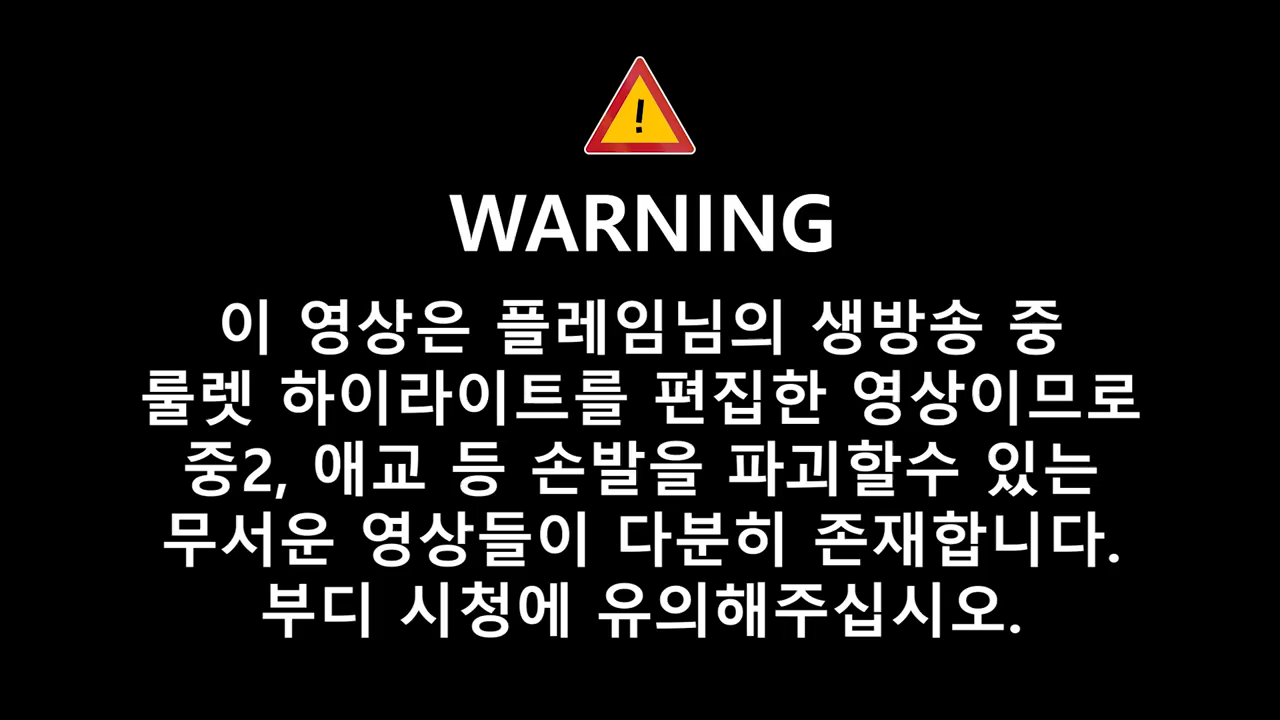 !
WARNING
이 영상은 플레임님의 생방송 중
룰렛 하이라이트를 편집한 영상이므로
중2, 애교 등 손발을 파괴할수 있는
무서운 영상들이 다분히 존재합니다.
부디 시청에 유의해주십시오.